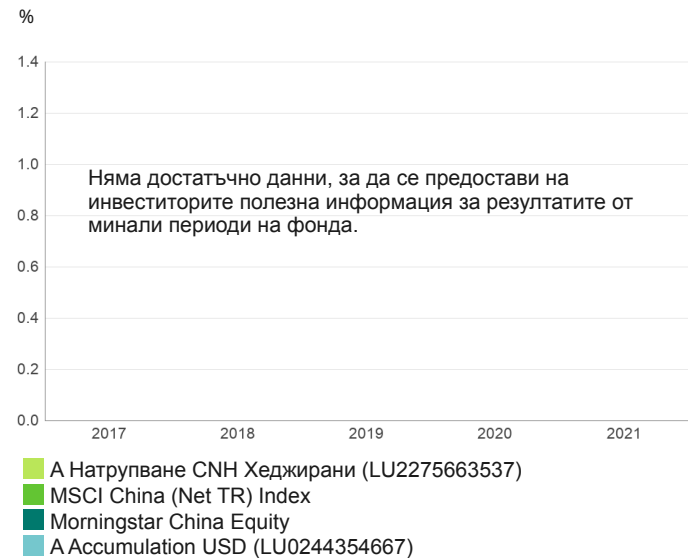 %
1.4
1.2
1.0
Няма достатъчно данни, за да се предостави на
инвеститорите полезна информация за резултатите от
минали периоди на фонда.
0.8
0.6
0.4
0.2
0.0
2017 2018 2019 2020 2021
А Натрупване CNH Хеджирани (LU2275663537)
MSCI China (Net TR) Index
Morningstar China Equity
A Accumulation USD (LU0244354667)